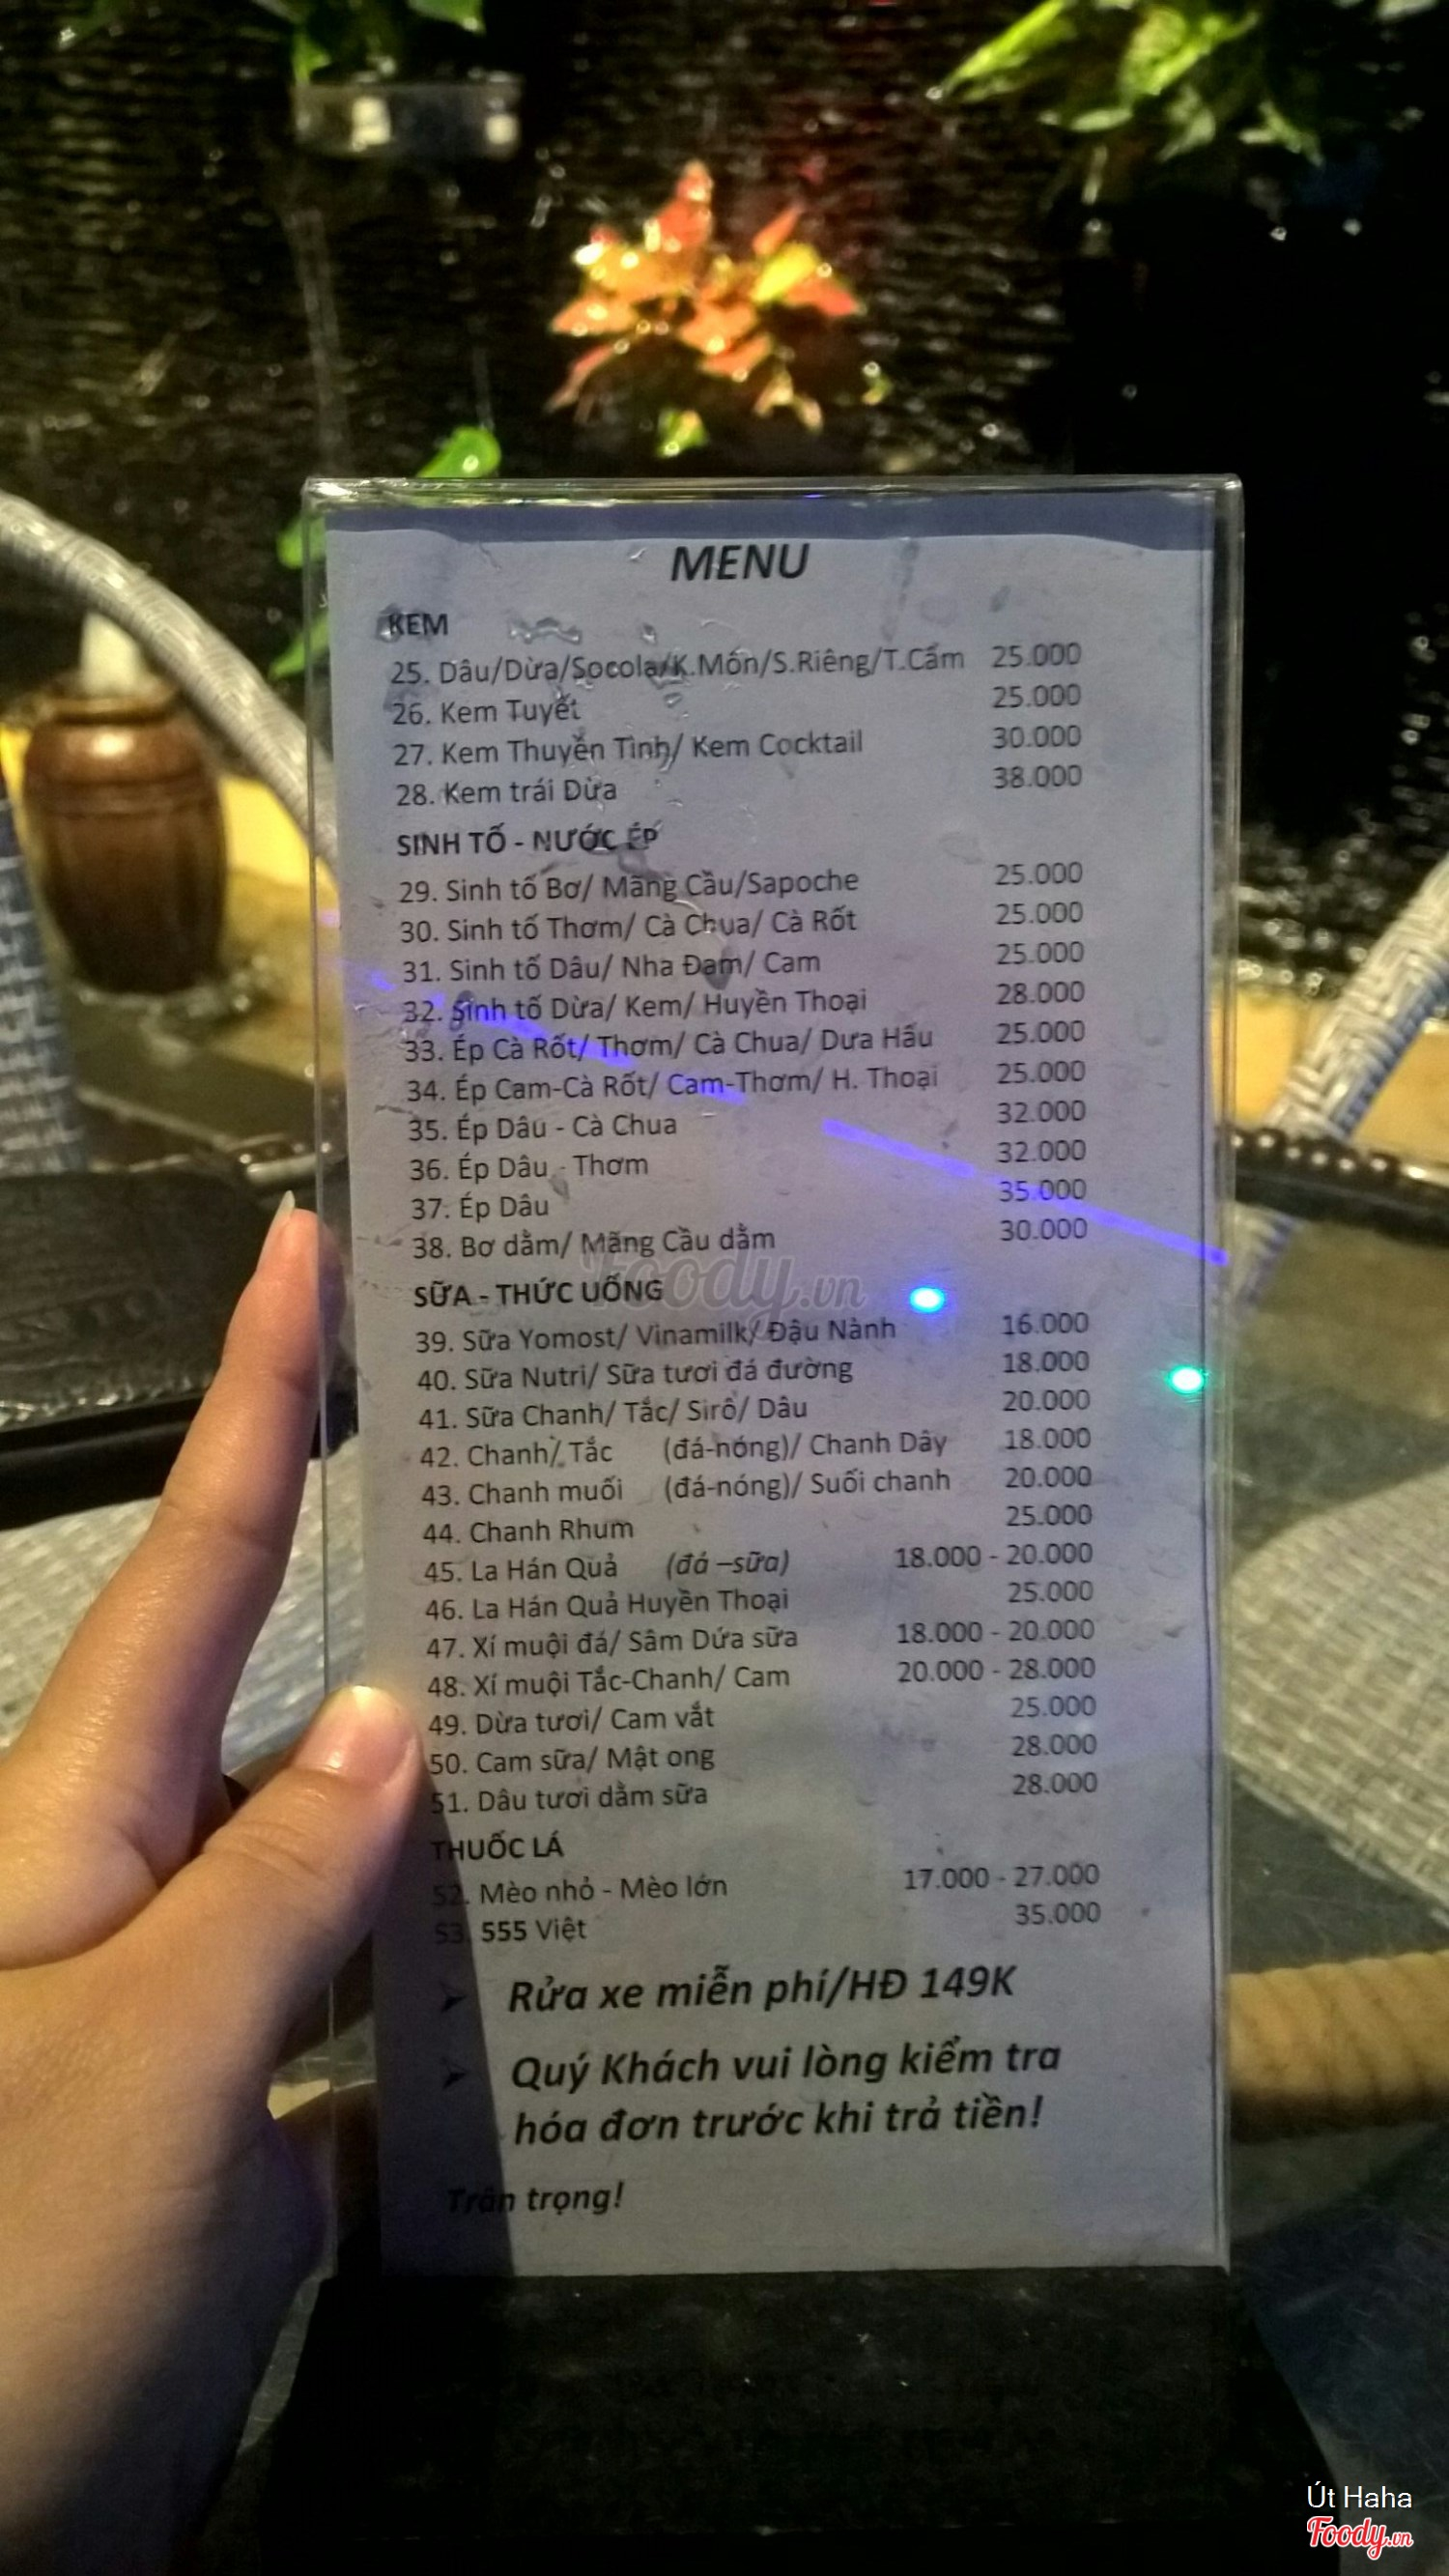 MENU
KEM
25. Dâu/Dừa/Socola/K.Món/S.Riêng/T.Cẩm 25.000
26. Kem Tuyết 25.000
27. Kem Thuyền Tình/ Kem Cocktail 30.000
28. Kem trái Dừa 38.000
SINH TỐ - NƯỚC ÉP
29. Sinh tố Bơ/ Mãng Cầu/Sapoche 25.000
30. Sinh tố Thơm/ Cà Chua/ Cà Rốt 25.000
31. Sinh tố Dâu/ Nha Đam/ Cam 25.000
32. Sinh tố Dừa/ Kem/ Huyền Thoại 28.000
33. Ép Cà Rốt/ Thơm/ Cà Chua/ Dưa Hấu 25.000
34. Ép Cam-Cà Rốt/ Cam-Thơm/ H. Thoại 25.000
35. Ép Dâu - Cà Chua 32.000
36. Ép Dâu - Thơm 32.000
37. Ép Dâu 35.000
38. Bơ dằm/ Mãng Cầu dằm 30.000
SỮA - THỨC UỐNG
39. Sữa Yomost/ Vinamilk/ Đậu Nành 16.000
40. Sữa Nutri/ Sữa tươi đá đường 18.000
41. Sữa Chanh/ Tắc/ Sirô/ Dâu 20.000
42. Chanh/ Tắc (đá-nóng)/ Chanh Dây 18.000
43. Chanh muối (đá-nóng)/ Suối chanh 20.000
44. Chanh Rhum 25.000
45. La Hán Quả (đá –sữa) 18.000 - 20.000
46. La Hán Quả Huyền Thoại 25.000
47. Xí muội đá/ Sâm Dứa sữa 18.000 - 20.000
48. Xí muội Tắc-Chanh/ Cam 20.000 - 28.000
49. Dừa tươi/ Cam vắt 25.000
50. Cam sữa/ Mật ong 28.000
51. Dâu tươi dằm sữa 28.000
THUỐC LÁ
52. Mèo nhỏ - Mèo lớn 17.000 - 27.000
53. 555 Việt 35.000
➢ Rửa xe miễn phí/HĐ 149K
➢ Quý Khách vui lòng kiểm tra
hóa đơn trước khi trả tiền!
Trân trọng!
Foody.vn
Út Haha
Foody.vn